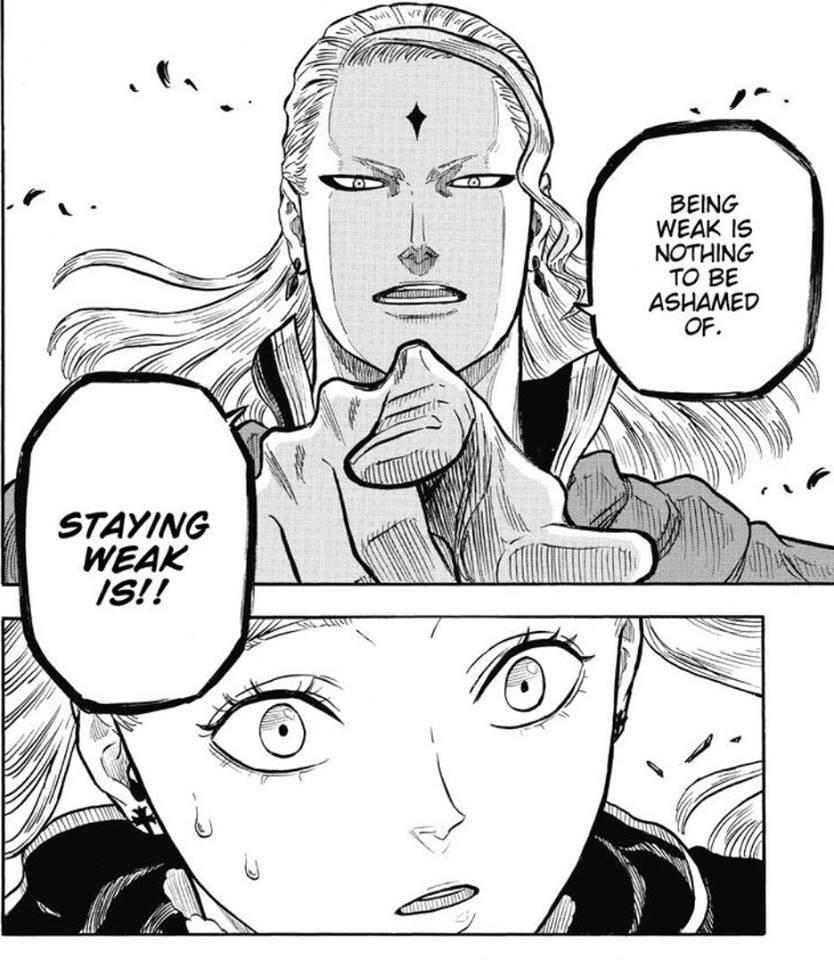 BEING
WEAK IS
NOTHING
TO BE
ASHAMED
OF.
STAYING
WEAK
IS!!